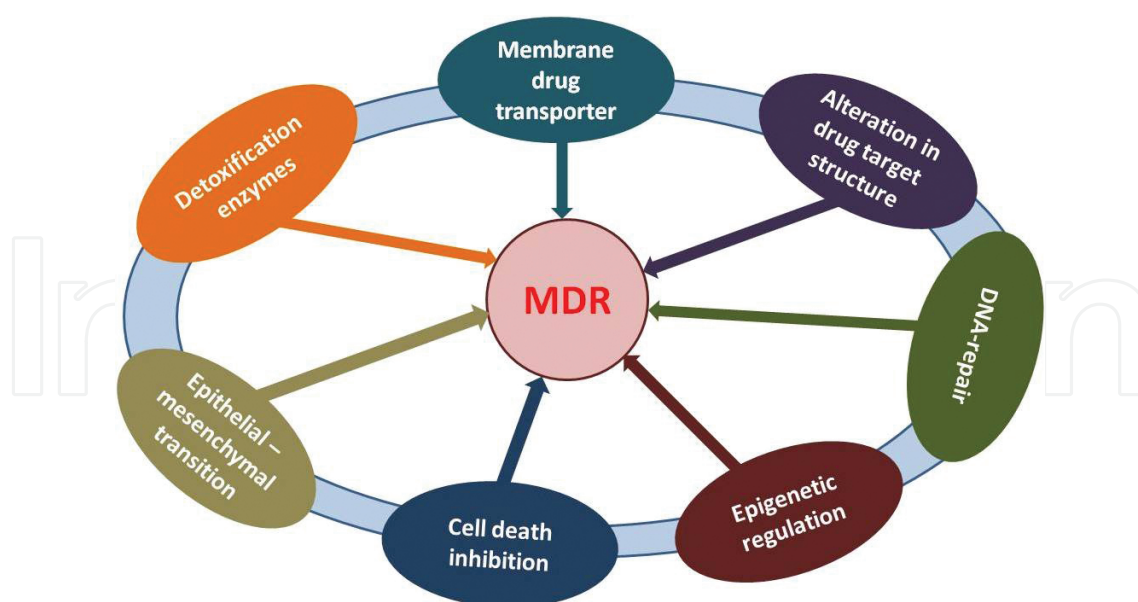 Membrane
drug
transporter
Alteration in
drug target
structure
DNA-repair
Epigenetic
regulation
Cell death
inhibition
Epithelial –
mesenchymal
transition
Detoxification
enzymes
MDR